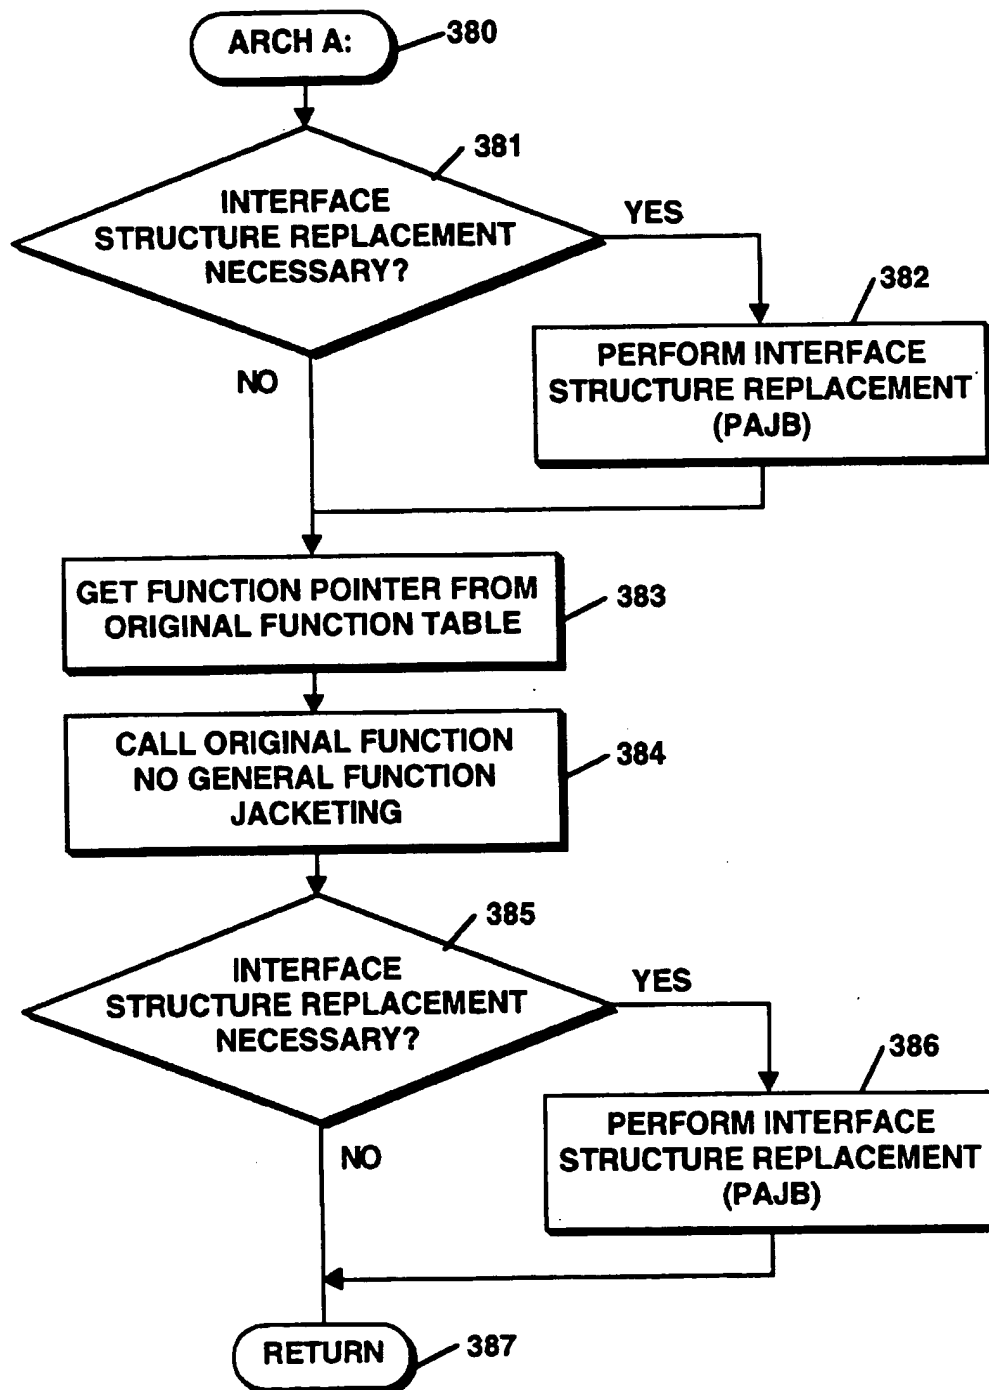 ARCH A:
380
381
INTERFACE
STRUCTURE REPLACEMENT
NECESSARY?
YES
NO
382
PERFORM INTERFACE
STRUCTURE REPLACEMENT
(PAJB)
GET FUNCTION POINTER FROM
ORIGINAL FUNCTION TABLE
383
CALL ORIGINAL FUNCTION
NO GENERAL FUNCTION
JACKETING
384
385
INTERFACE
STRUCTURE REPLACEMENT
NECESSARY?
YES
NO
386
PERFORM INTERFACE
STRUCTURE REPLACEMENT
(PAJB)
RETURN
387